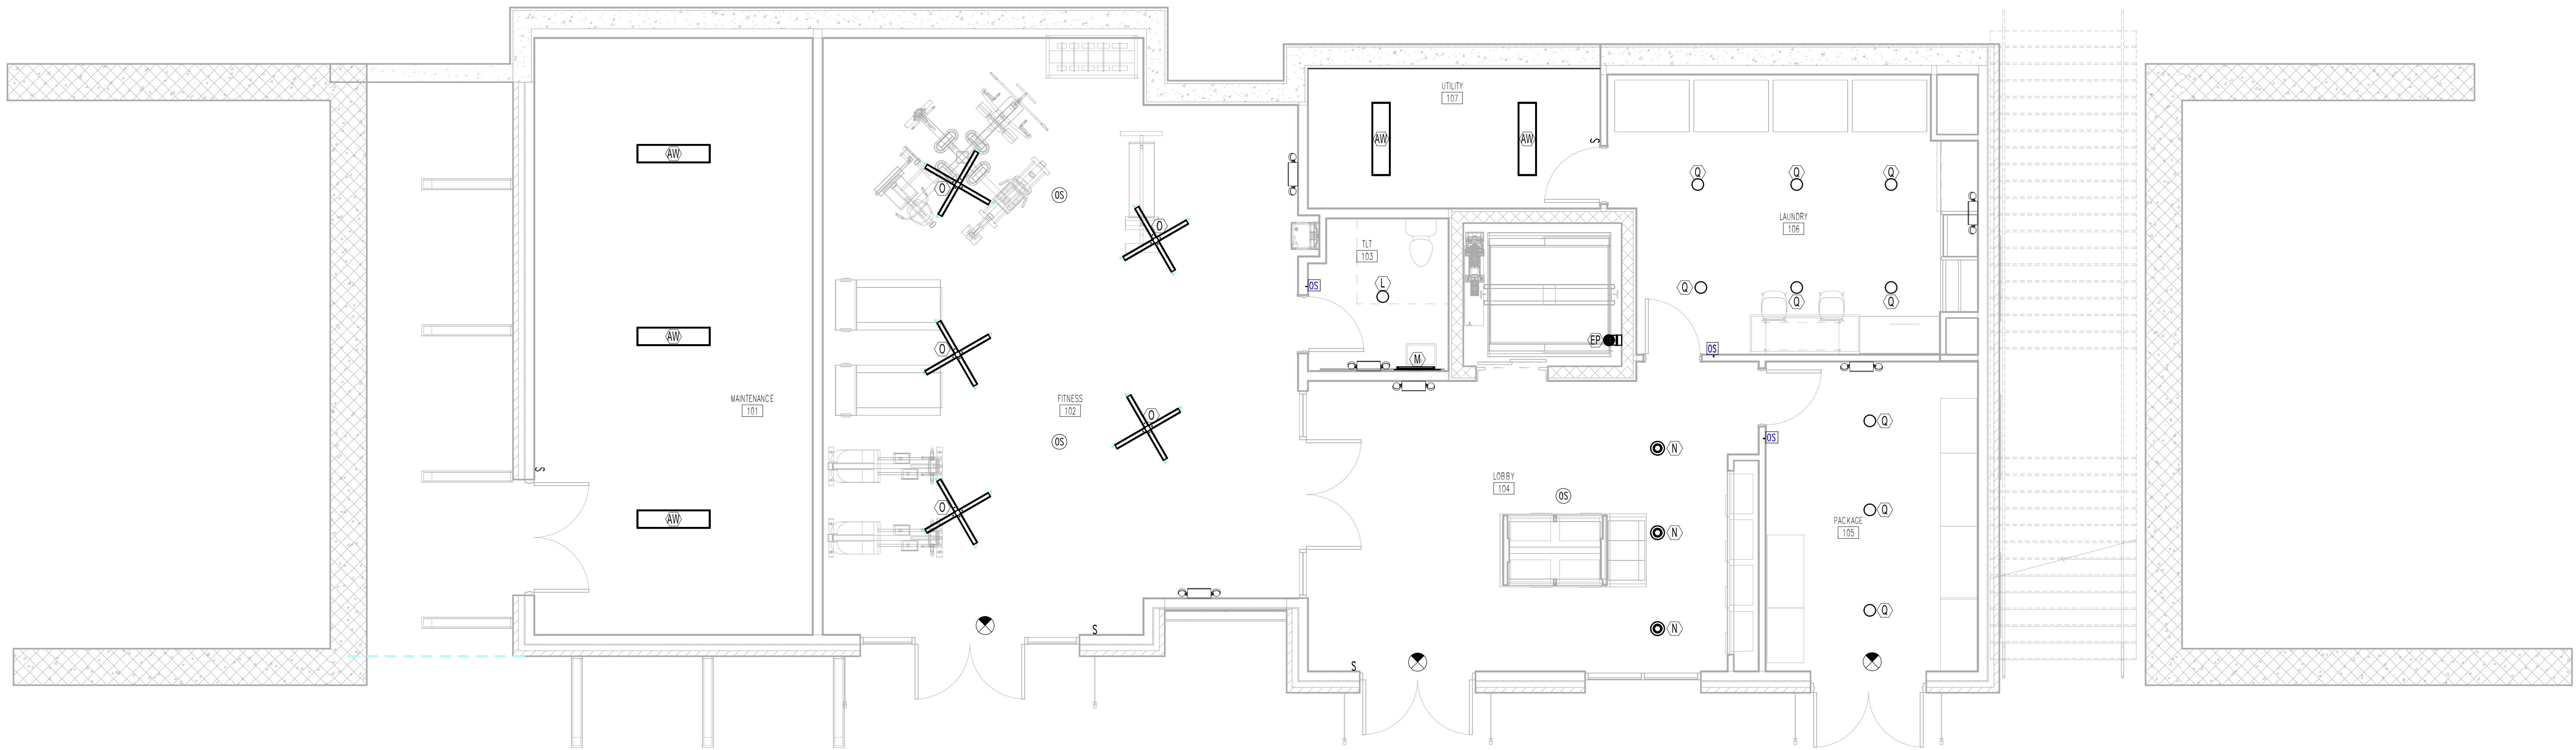 UTILITY
107
AW
AW
S
AW
Q
Q
Q
O
OS
O
LAUNDRY
106
TLT
103
L
OS
Q
Q
Q
AW
EP
O
M
OS
MAINTENANCE
101
FITNESS
102
O
Q
OS
OS
N
S
LOBBY
104
OS
O
Q
AW
PACKAGE
105
N
Q
S
N
S